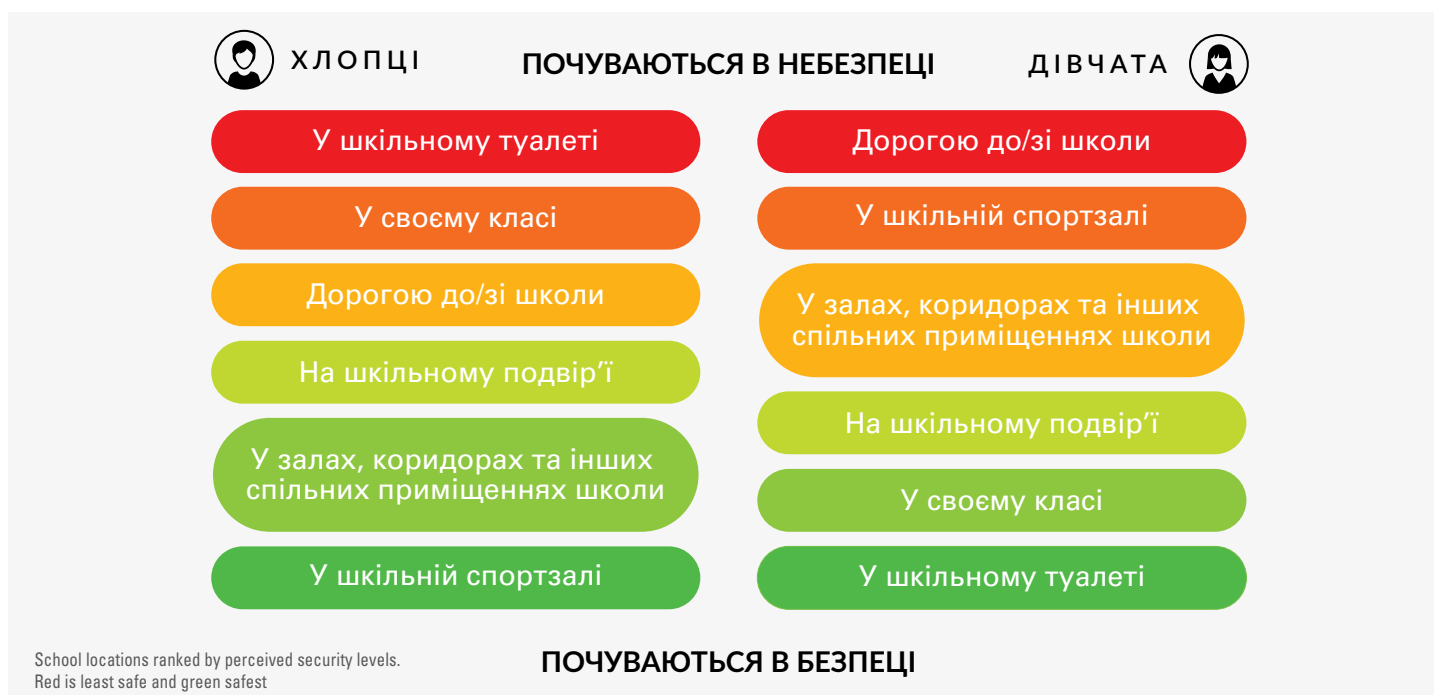 ХЛОПЦІ
ПОЧУВАЮТЬСЯ В НЕБЕЗПЕЦІ
ДІВЧАТА
У шкільному туалеті
У своєму класі
Дорогою до/зі школи
На шкільному подвір’ї
У залах, коридорах та інших
спільних приміщеннях школи
У шкільній спортзалі
Дорогою до/зі школи
У шкільній спортзалі
У залах, коридорах та інших
спільних приміщеннях школи
На шкільному подвір’ї
У своєму класі
У шкільному туалеті
School locations ranked by perceived security levels.
Red is least safe and green safest
ПОЧУВАЮТЬСЯ В БЕЗПЕЦІ